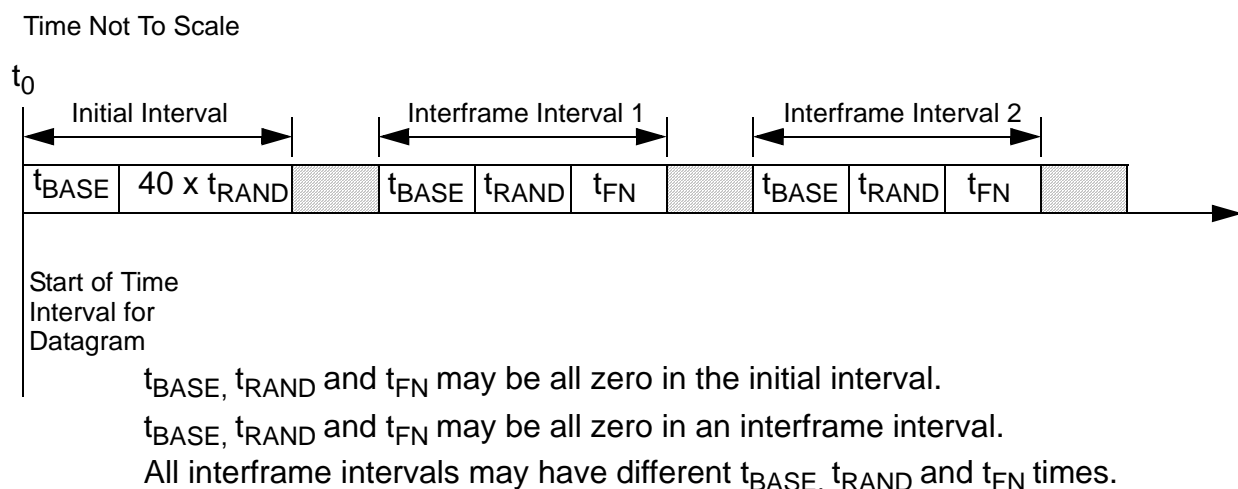 Time Not To Scale
t0
Initial Interval Interframe Interval 1 Interframe Interval 2
tBASE 40 x tRAND tBASE tRAND tFN tBASE tRAND tFN
Start of Time
Interval for
Datagram
tBASE, tRAND and tFN may be all zero in the initial interval.
tBASE, tRAND and tFN may be all zero in an interframe interval.
All interframe intervals may have different tBASE, tRAND and tFN times.